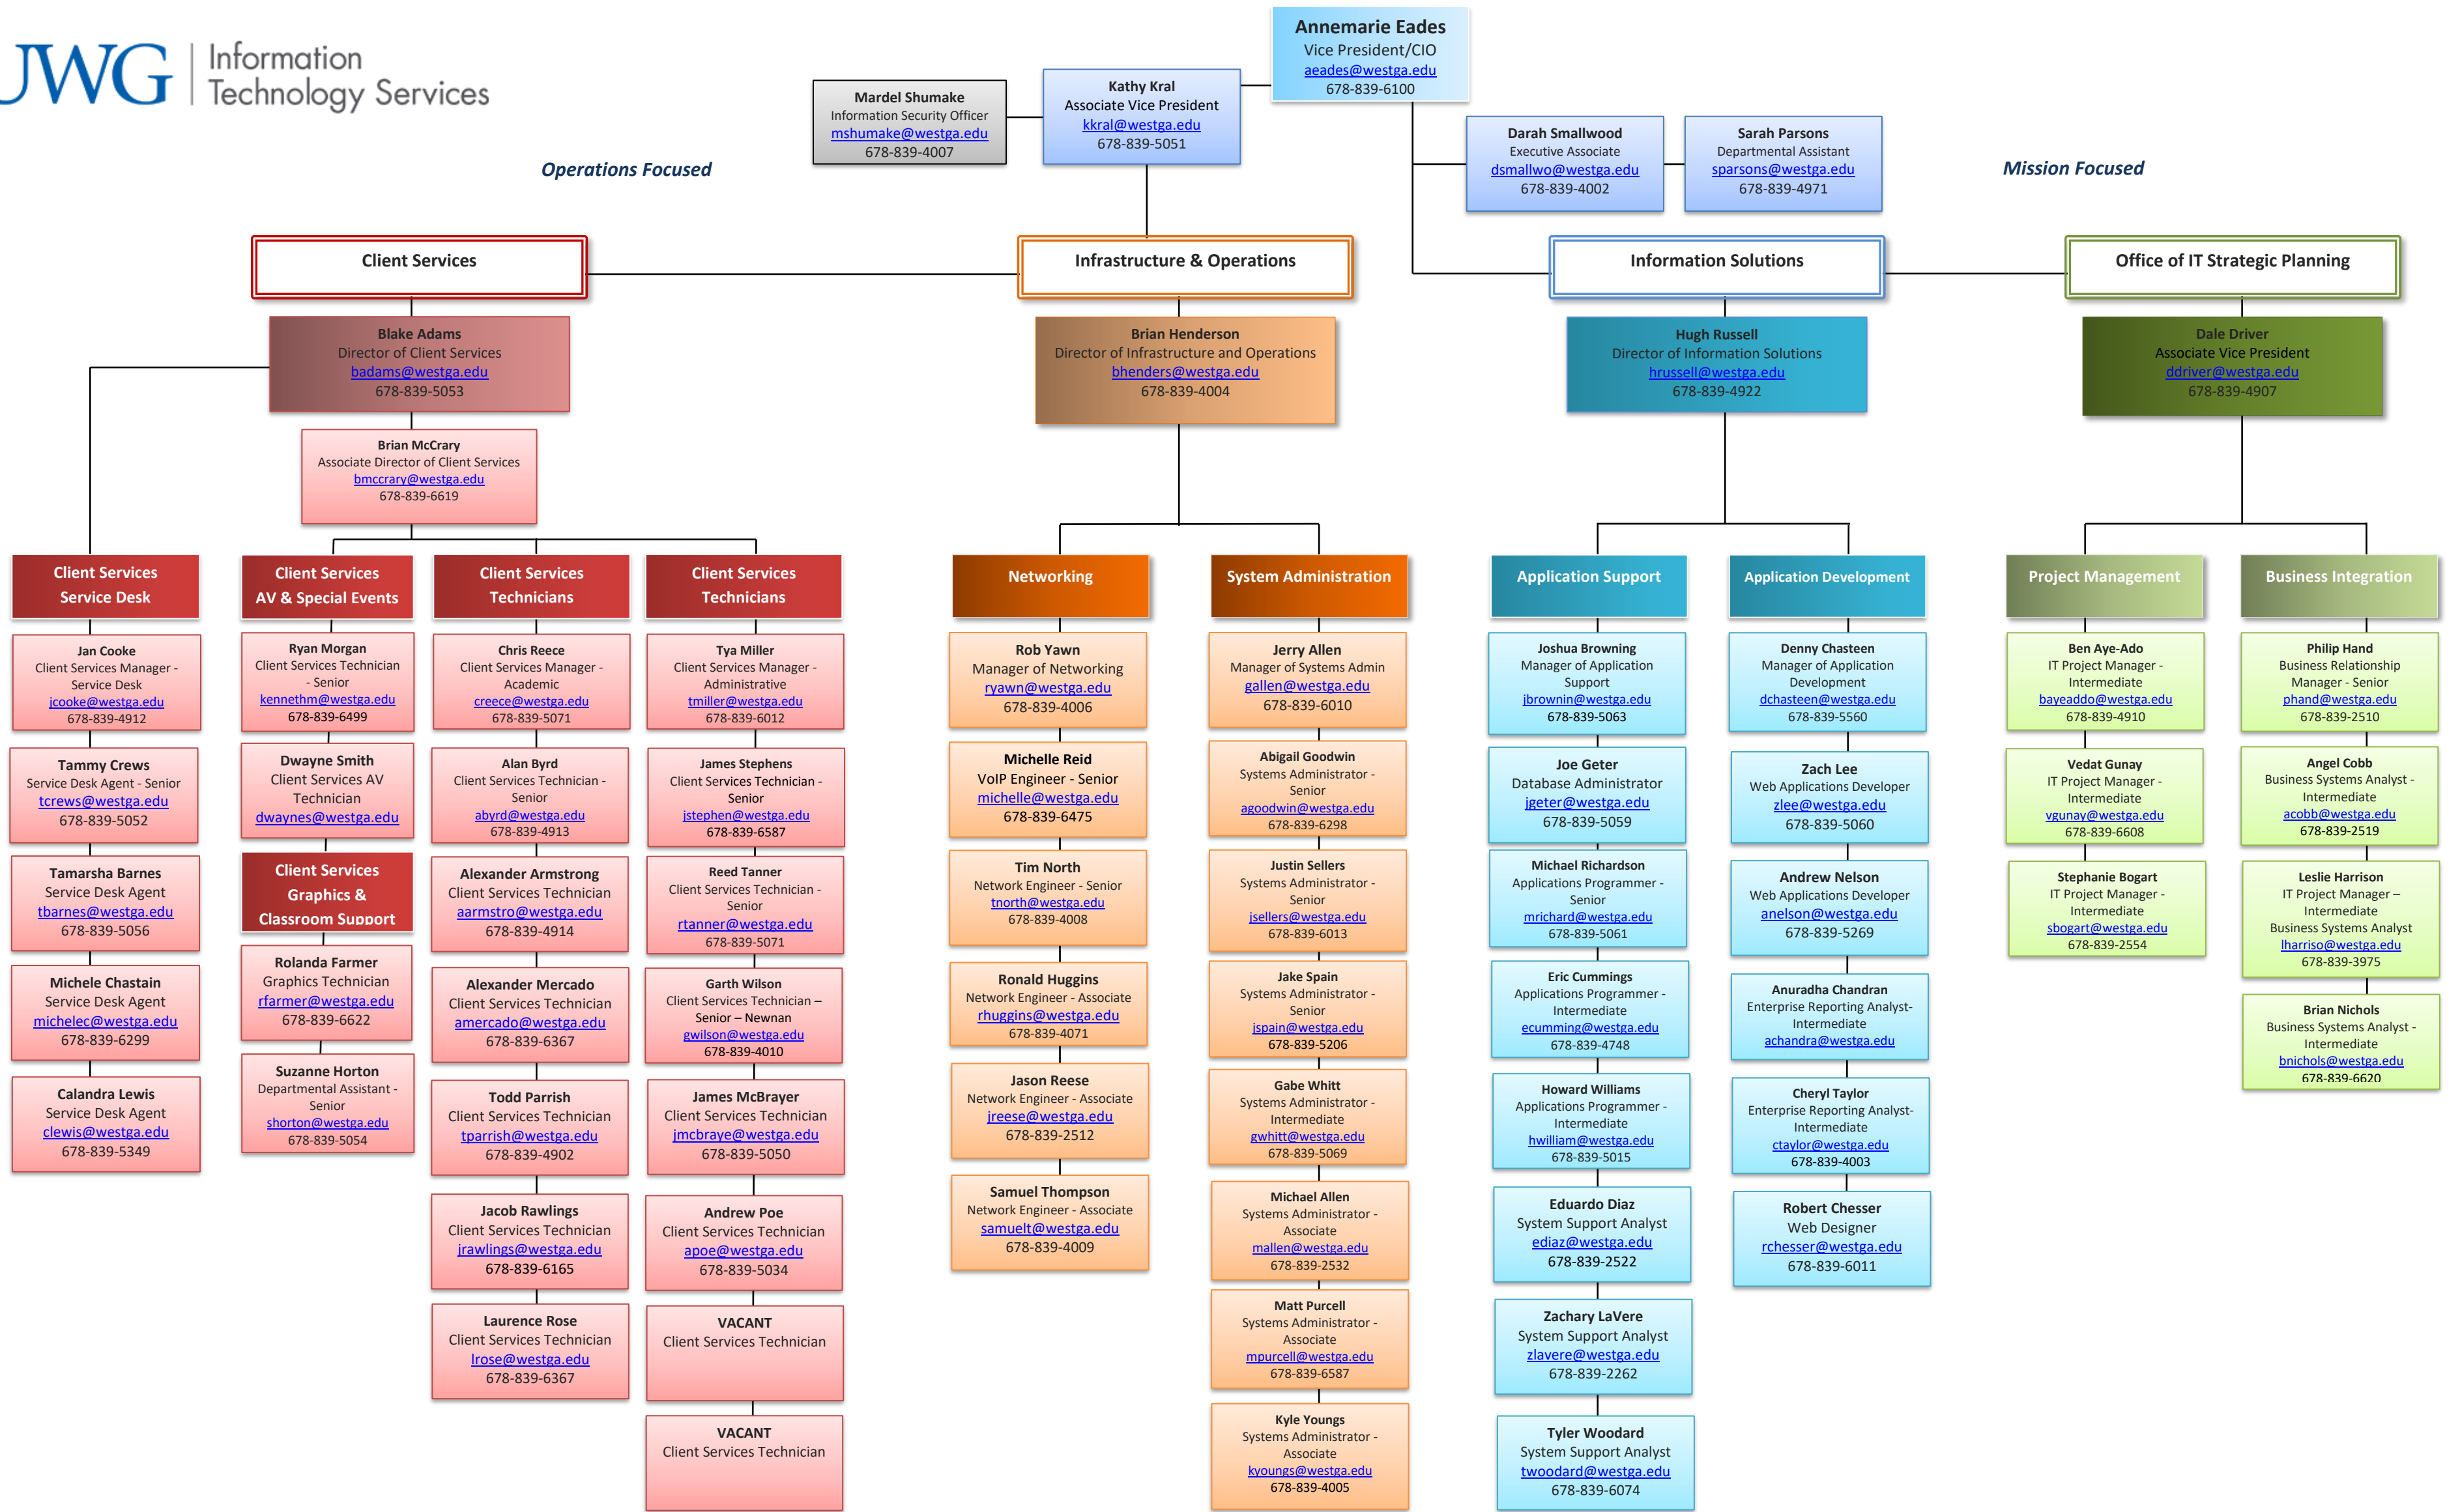 UWG
Information
Technology Services
Annemarie Eades
Vice President/CIO
aeades@westga.edu
678-839-6100
Mardel Shumake
Information Security Officer
mshumake@westga.edu
678-839-4007
Kathy Kral
Associate Vice President
kkral@westga.edu
678-839-5051
Darah Smallwood
Executive Associate
dsmallwo@westga.edu
678-839-4002
Sarah Parsons
Departmental Assistant
sparsons@westga.edu
678-839-4971
Operations Focused
Mission Focused
Client Services
Infrastructure & Operations
Information Solutions
Office of IT Strategic Planning
Blake Adams
Director of Client Services
badams@westga.edu
678-839-5053
Brian Henderson
Director of Infrastructure and Operations
bhenders@westga.edu
678-839-4004
Hugh Russell
Director of Information Solutions
hrussell@westga.edu
678-839-4922
Dale Driver
Associate Vice President
ddriver@westga.edu
678-839-4907
Brian McCrary
Associate Director of Client Services
bmccrary@westga.edu
678-839-6619
Client Services
Service Desk
Jan Cooke
Client Services Manager -
Service Desk
jcooke@westga.edu
678-839-4912
Tammy Crews
Service Desk Agent - Senior
tcrews@westga.edu
678-839-5052
Tamarsha Barnes
Service Desk Agent
tbarnes@westga.edu
678-839-5056
Michele Chastain
Service Desk Agent
michelec@westga.edu
678-839-6299
Calandra Lewis
Service Desk Agent
clewis@westga.edu
678-839-5349
Client Services
AV & Special Events
Ryan Morgan
Client Services Technician
- Senior
kennethm@westga.edu
678-839-6499
Dwayne Smith
Client Services AV
Technician
dwaynes@westga.edu
Client Services
Graphics &
Classroom Support
Rolanda Farmer
Graphics Technician
rfarmer@westga.edu
678-839-6622
Suzanne Horton
Departmental Assistant -
Senior
shorton@westga.edu
678-839-5054
Client Services
Technicians
Chris Reece
Client Services Manager -
Academic
creece@westga.edu
678-839-5071
Alan Byrd
Client Services Technician -
Senior
abyrd@westga.edu
678-839-4913
Alexander Armstrong
Client Services Technician
aarmstro@westga.edu
678-839-4914
Alexander Mercado
Client Services Technician
amercado@westga.edu
678-839-6367
Todd Parrish
Client Services Technician
tparrish@westga.edu
678-839-4902
Jacob Rawlings
Client Services Technician
jrawlings@westga.edu
678-839-6165
Laurence Rose
Client Services Technician
lrose@westga.edu
678-839-6367
Client Services
Technicians
Tya Miller
Client Services Manager -
Administrative
tmiller@westga.edu
678-839-6012
James Stephens
Client Services Technician -
Senior
jstephen@westga.edu
678-839-6587
Reed Tanner
Client Services Technician -
Senior
rtanner@westga.edu
678-839-5071
Garth Wilson
Client Services Technician –
Senior – Newnan
gwilson@westga.edu
678-839-4010
James McBrayer
Client Services Technician
jmcbraye@westga.edu
678-839-5050
Andrew Poe
Client Services Technician
apoe@westga.edu
678-839-5034
VACANT
Client Services Technician
VACANT
Client Services Technician
Networking
Rob Yawn
Manager of Networking
ryawn@westga.edu
678-839-4006
Michelle Reid
VoIP Engineer - Senior
michelle@westga.edu
678-839-6475
Tim North
Network Engineer - Senior
tnorth@westga.edu
678-839-4008
Ronald Huggins
Network Engineer - Associate
rhuggins@westga.edu
678-839-4071
Jason Reese
Network Engineer - Associate
jreese@westga.edu
678-839-2512
Samuel Thompson
Network Engineer - Associate
samuelt@westga.edu
678-839-4009
System Administration
Jerry Allen
Manager of Systems Admin
gallen@westga.edu
678-839-6010
Abigail Goodwin
Systems Administrator -
Senior
agoodwin@westga.edu
678-839-6298
Justin Sellers
Systems Administrator -
Senior
jsellers@westga.edu
678-839-6013
Jake Spain
Systems Administrator -
Senior
jspain@westga.edu
678-839-5206
Gabe Whitt
Systems Administrator -
Intermediate
gwhitt@westga.edu
678-839-5069
Michael Allen
Systems Administrator -
Associate
mallen@westga.edu
678-839-2532
Matt Purcell
Systems Administrator -
Associate
mpurcell@westga.edu
678-839-6587
Kyle Youngs
Systems Administrator -
Associate
kyoungs@westga.edu
678-839-4005
Application Support
Joshua Browning
Manager of Application
Support
jbrownin@westga.edu
678-839-5063
Joe Geter
Database Administrator
jgeter@westga.edu
678-839-5059
Michael Richardson
Applications Programmer -
Senior
mrichard@westga.edu
678-839-5061
Eric Cummings
Applications Programmer -
Intermediate
ecumming@westga.edu
678-839-4748
Howard Williams
Applications Programmer -
Intermediate
hwilliam@westga.edu
678-839-5015
Eduardo Diaz
System Support Analyst
ediaz@westga.edu
678-839-2522
Zachary LaVere
System Support Analyst
zlavere@westga.edu
678-839-2262
Tyler Woodard
System Support Analyst
twoodard@westga.edu
678-839-6074
Application Development
Denny Chasteen
Manager of Application
Development
dchasteen@westga.edu
678-839-5560
Zach Lee
Web Applications Developer
zlee@westga.edu
678-839-5060
Andrew Nelson
Web Applications Developer
anelson@westga.edu
678-839-5269
Anuradha Chandran
Enterprise Reporting Analyst-
Intermediate
achandra@westga.edu
Cheryl Taylor
Enterprise Reporting Analyst-
Intermediate
ctaylor@westga.edu
678-839-4003
Robert Chesser
Web Designer
rchesser@westga.edu
678-839-6011
Project Management
Ben Aye-Ado
IT Project Manager -
Intermediate
bayeaddo@westga.edu
678-839-4910
Vedat Gunay
IT Project Manager -
Intermediate
vgunay@westga.edu
678-839-6608
Stephanie Bogart
IT Project Manager -
Intermediate
sbogart@westga.edu
678-839-2554
Business Integration
Philip Hand
Business Relationship
Manager - Senior
phand@westga.edu
678-839-2510
Angel Cobb
Business Systems Analyst -
Intermediate
acobb@westga.edu
678-839-2519
Leslie Harrison
IT Project Manager –
Intermediate
Business Systems Analyst
lharriso@westga.edu
678-839-3975
Brian Nichols
Business Systems Analyst -
Intermediate
bnichols@westga.edu
678-839-6620